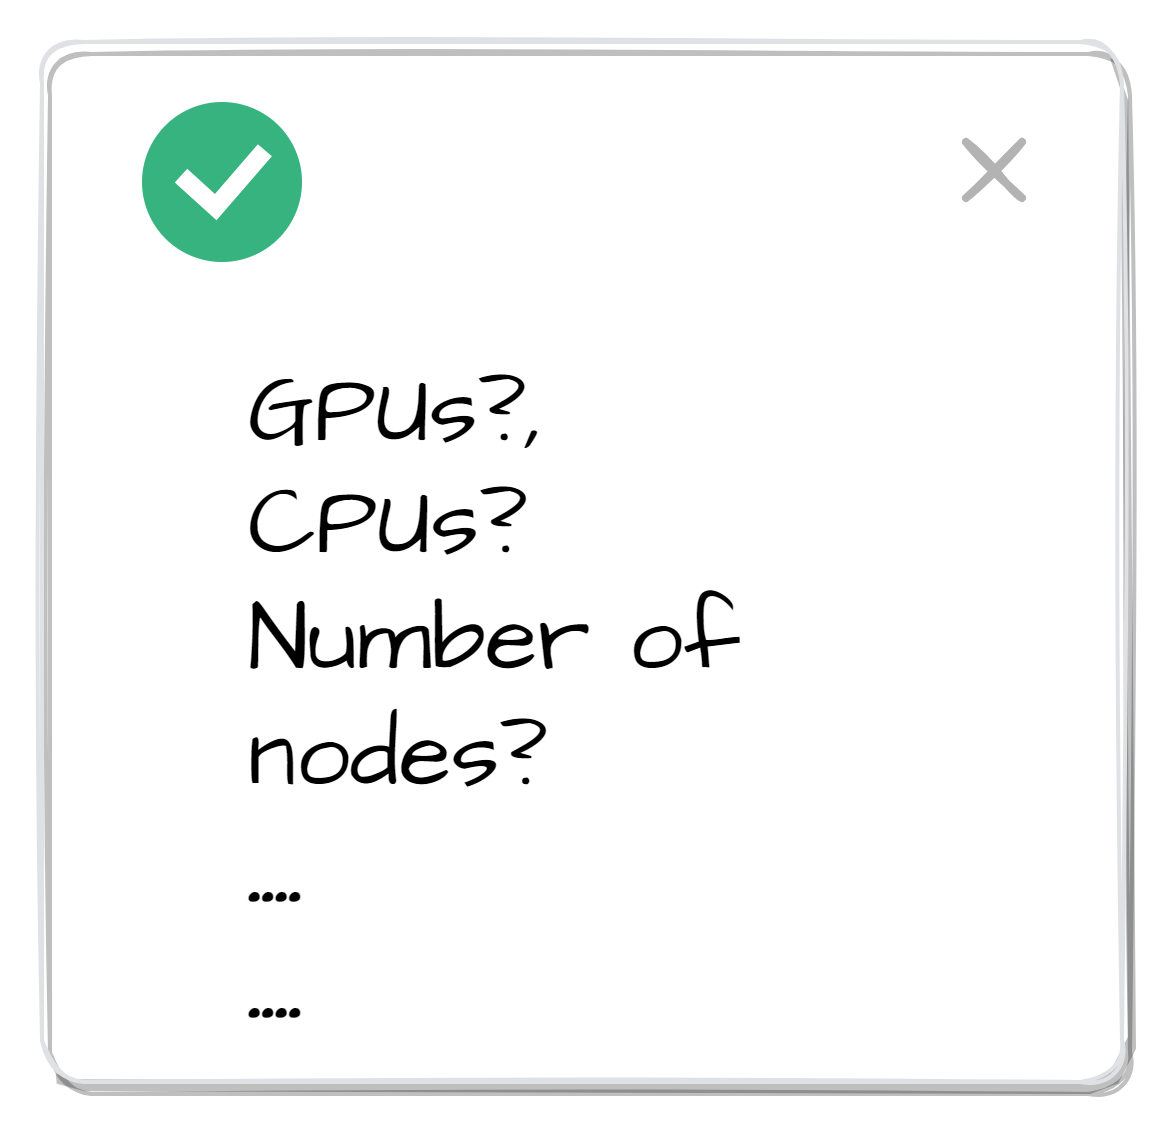 GPUs?,
CPUs?
Number of
nodes?
....
....